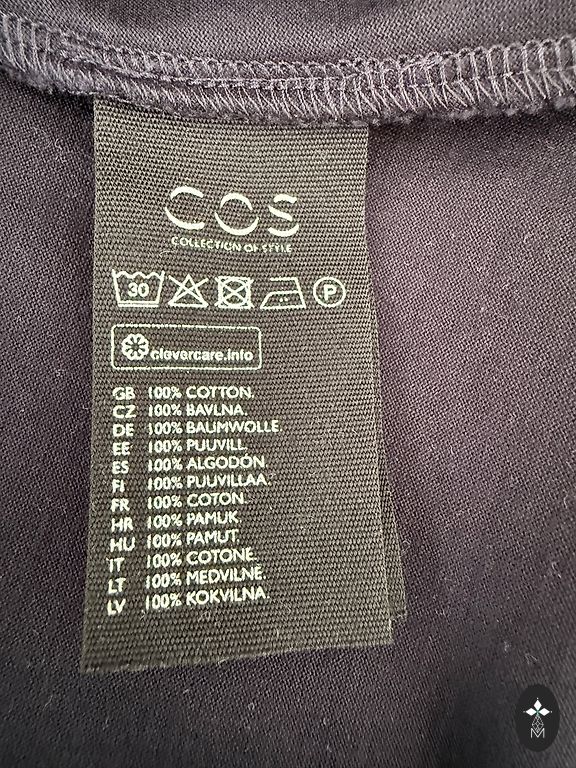 COS
COLLECTION OF STYLE
30 P
clevercare.info
GB 100% COTTON.
CZ 100% BAVLNA.
DE 100% BAUMWOLLE.
EE 100% PUUVILL.
ES 100% ALGODÓN
FI 100% PUUVILLAA.
FR 100% COTON.
HR 100% PAMUK
HU 100% PAMUT.
IT 100% COTONE.
LT 100% MEDVILNE.
LV 100% KOKVILNA.
M